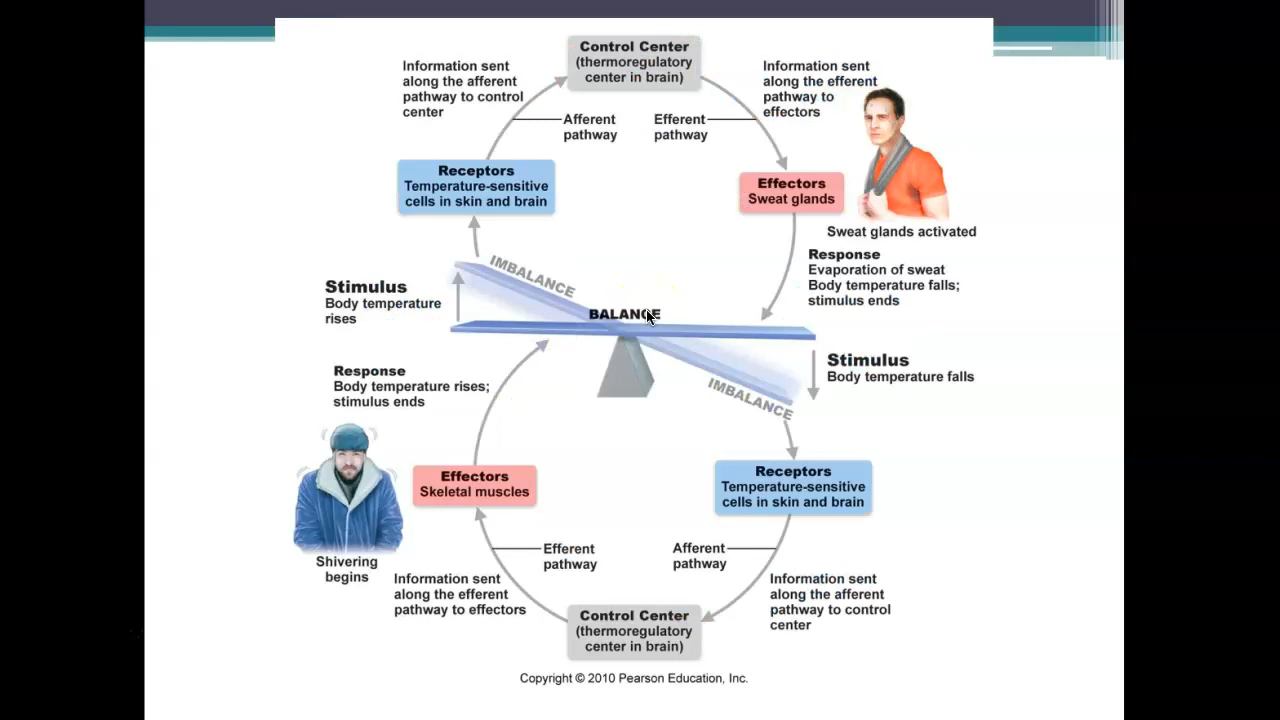 Control Center
(thermoregulatory
center in brain)
Information sent
along the afferent
pathway to control
center
Information sent
along the efferent
pathway to
effectors
Afferent
pathway
Efferent
pathway
Receptors
Temperature-sensitive
cells in skin and brain
Effectors
Sweat glands
Sweat glands activated
Response
Evaporation of sweat
Body temperature falls;
stimulus ends
IMBALANCE
Stimulus
Body temperature
rises
BALANCE
Stimulus
Body temperature falls
Response
Body temperature rises;
stimulus ends
IMBALANCE
Receptors
Temperature-sensitive
cells in skin and brain
Effectors
Skeletal muscles
Shivering
begins
Efferent
pathway
Afferent
pathway
Information sent
along the efferent
pathway to effectors
Information sent
along the afferent
pathway to control
center
Control Center
(thermoregulatory
center in brain)
Copyright © 2010 Pearson Education, Inc.